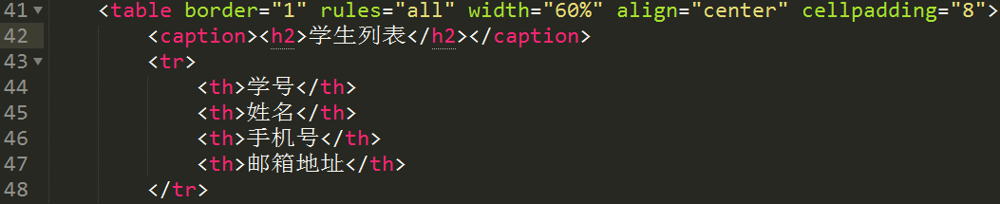 41 <table border="1" rules="all" width="60%" align="center" cellpadding="8">
42 <caption><h2>学生列表</h2></caption>
43 <tr>
44 <th>学号</th>
45 <th>姓名</th>
46 <th>手机号</th>
47 <th>邮箱地址</th>
48 </tr>